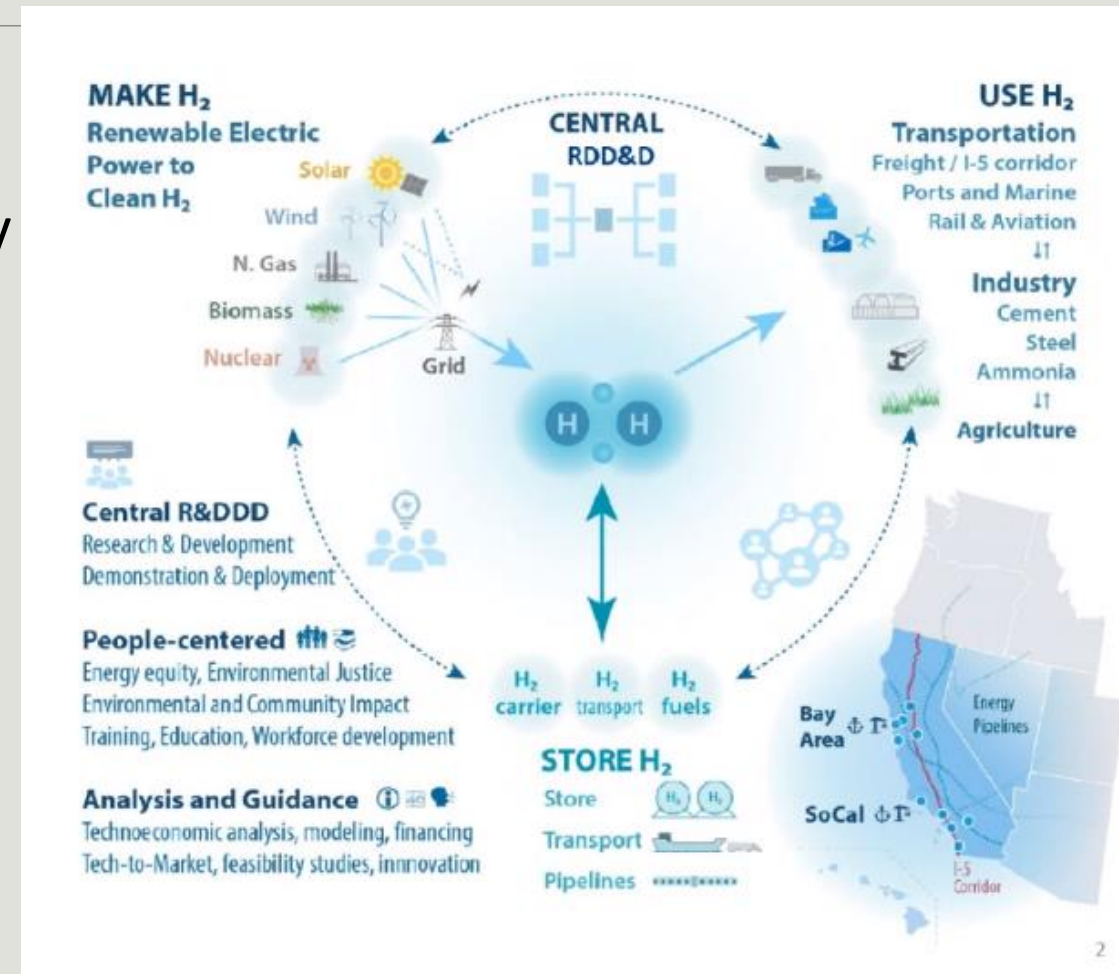 MAKE H₂
Renewable Electric
Power to
Clean H₂
Solar
Wind
N. Gas
Biomass
Nuclear
Grid
CENTRAL
RDD&D
USE H₂
Transportation
Freight / I-5 corridor
Ports and Marine
Rail & Aviation
Industry
Cement
Steel
Ammonia
Agriculture
H H
Central R&DDD
Research & Development
Demonstration & Deployment
People-centered
Energy equity, Environmental Justice
Environmental and Community Impact
Training, Education, Workforce development
Analysis and Guidance
Technoeconomic analysis, modeling, financing
Tech-to-Market, feasibility studies, innnovation
H₂ carrier
H₂ transport
H₂ fuels
STORE H₂
Store
H₂ H₂
Transport
Pipelines
Energy
Pipelines
Bay
Area
SoCal
I-5
Corridor
2
y